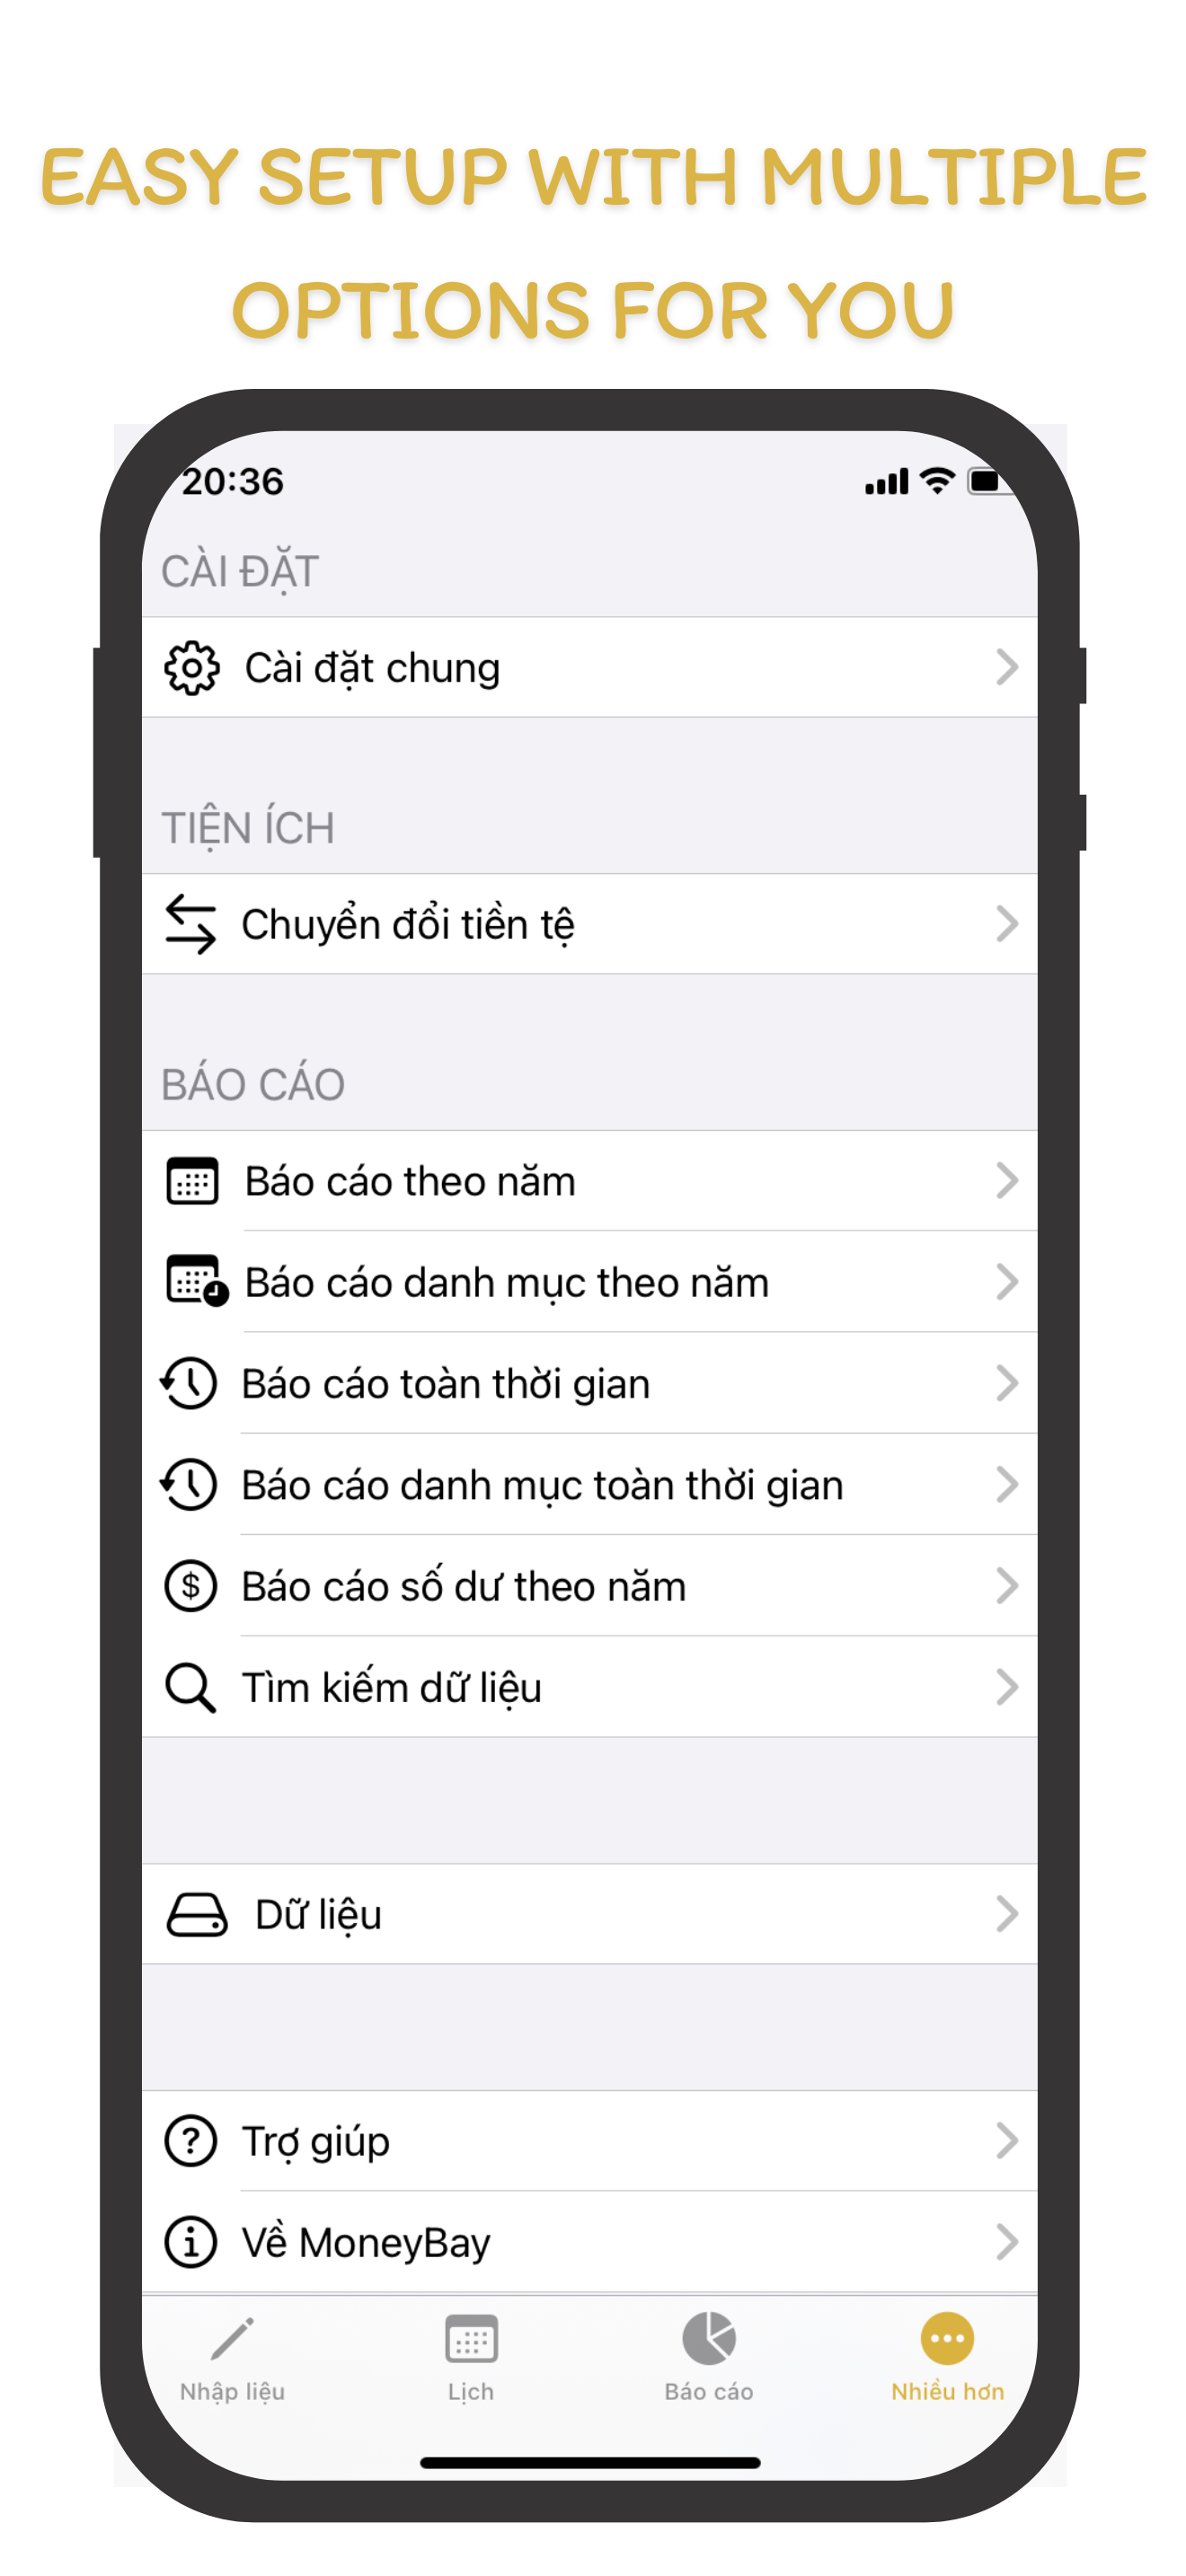 EASY SETUP WITH MULTIPLE
OPTIONS FOR YOU
20:36
CÀI ĐẶT
Cài đặt chung
TIỆN ÍCH
Chuyển đổi tiền tệ
BÁO CÁO
Báo cáo theo năm
Báo cáo danh mục theo năm
Báo cáo toàn thời gian
Báo cáo danh mục toàn thời gian
Báo cáo số dư theo năm
Tìm kiếm dữ liệu
Dữ liệu
Trợ giúp
Về MoneyBay
Nhập liệu
Lịch
Báo cáo
Nhiều hơn